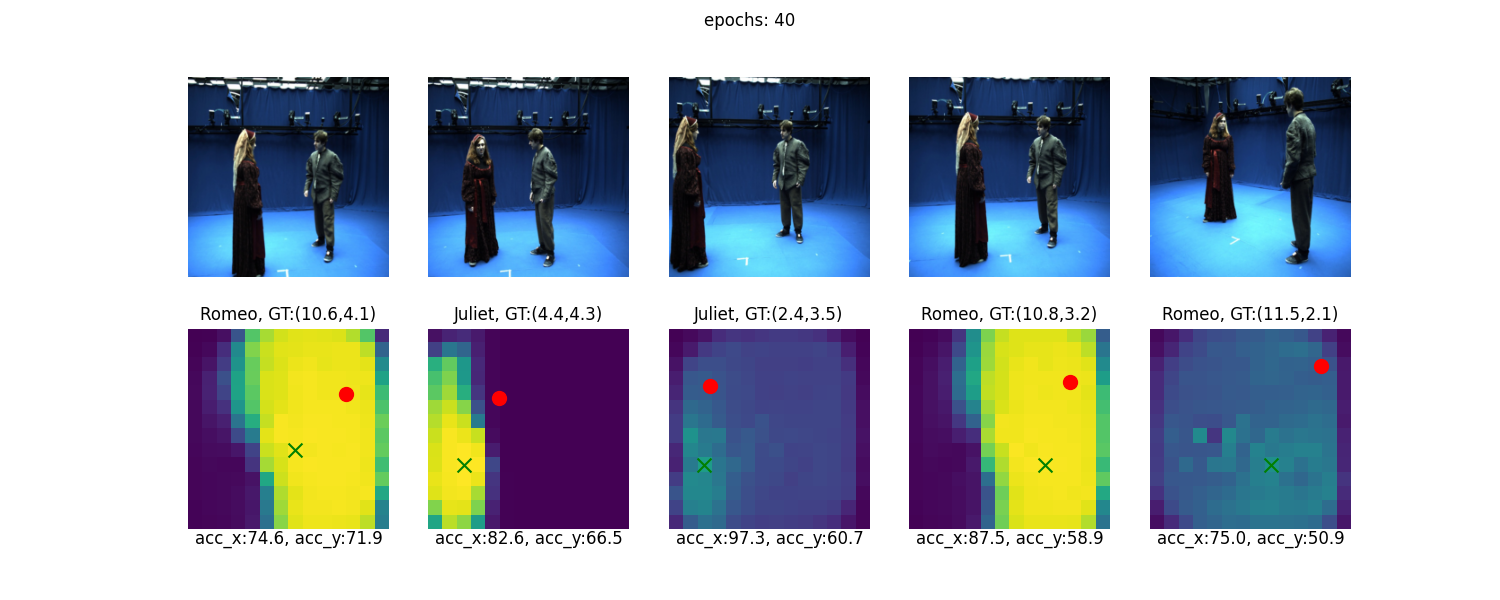 epochs: 40
Romeo, GT:(10.6,4.1)
Juliet, GT:(4.4,4.3)
Juliet, GT:(2.4,3.5)
Romeo, GT:(10.8,3.2)
Romeo, GT:(11.5,2.1)
acc_x:74.6, acc_y:71.9
acc_x:82.6, acc_y:66.5
acc_x:97.3, acc_y:60.7
acc_x:87.5, acc_y:58.9
acc_x:75.0, acc_y:50.9